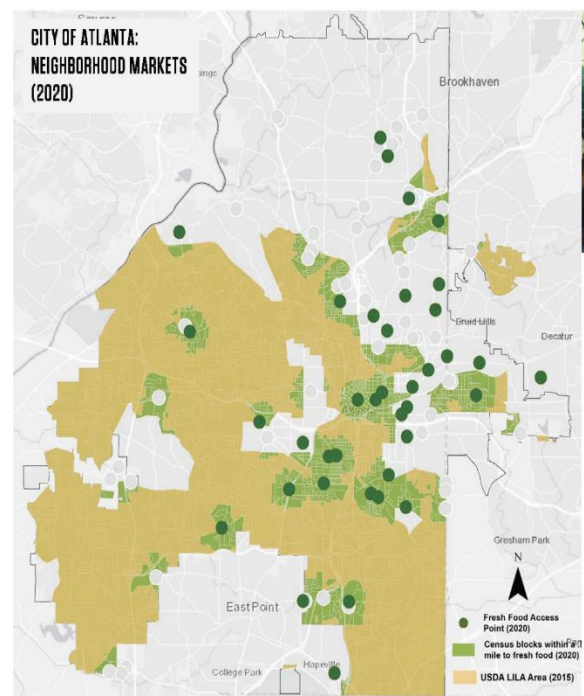 CITY OF ATLANTA:
NEIGHBORHOOD MARKETS
(2020)
Brookhaven
Druid Hills
Decatur
Gresham Park
N
East Point
Hapeville
College Park
Fresh Food Access
Point (2020)
Census blocks within a
mile to fresh food (2020)
USDA LILA Area (2015)